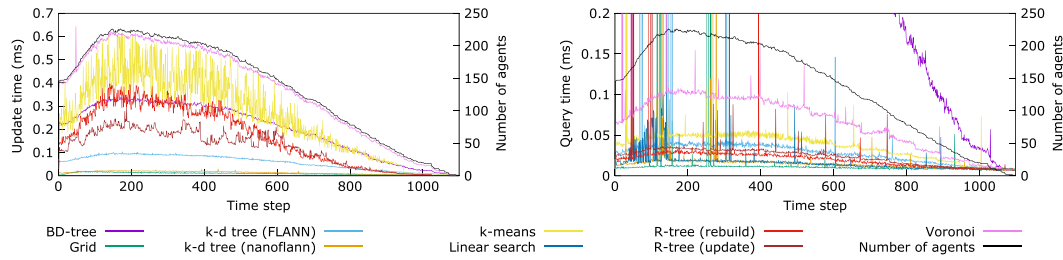 0.7
0.6
0.5
0.4
0.3
0.2
0.1
0
Update time (ms)
0
200
400
600
800
1000
Time step
250
200
150
100
50
0
Number of agents
0.2
0.15
0.1
0.05
0
Query time (ms)
0
200
400
600
800
1000
Time step
250
200
150
100
50
0
Number of agents
BD-tree
Grid
k-d tree (FLANN)
k-d tree (nanoflann)
k-means
Linear search
R-tree (rebuild)
R-tree (update)
Voronoi
Number of agents